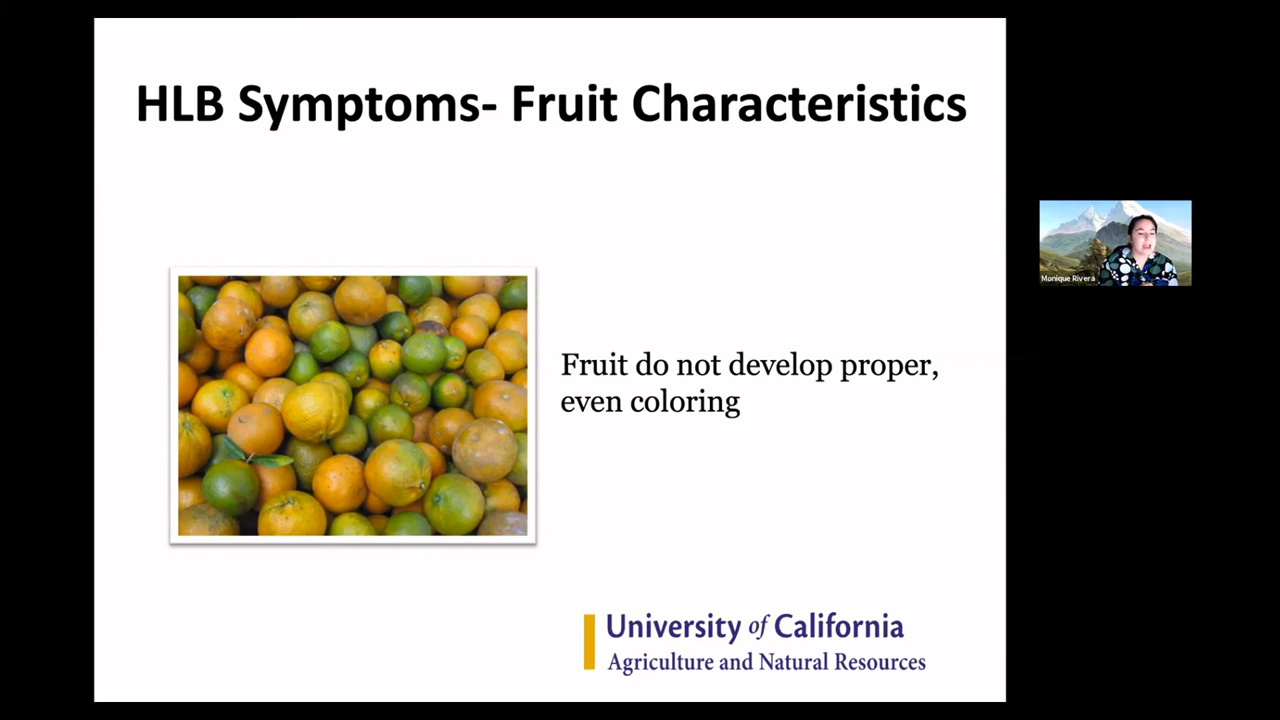 HLB Symptoms- Fruit Characteristics
Fruit do not develop proper,
even coloring
University of California
Agriculture and Natural Resources
Monique Rivera